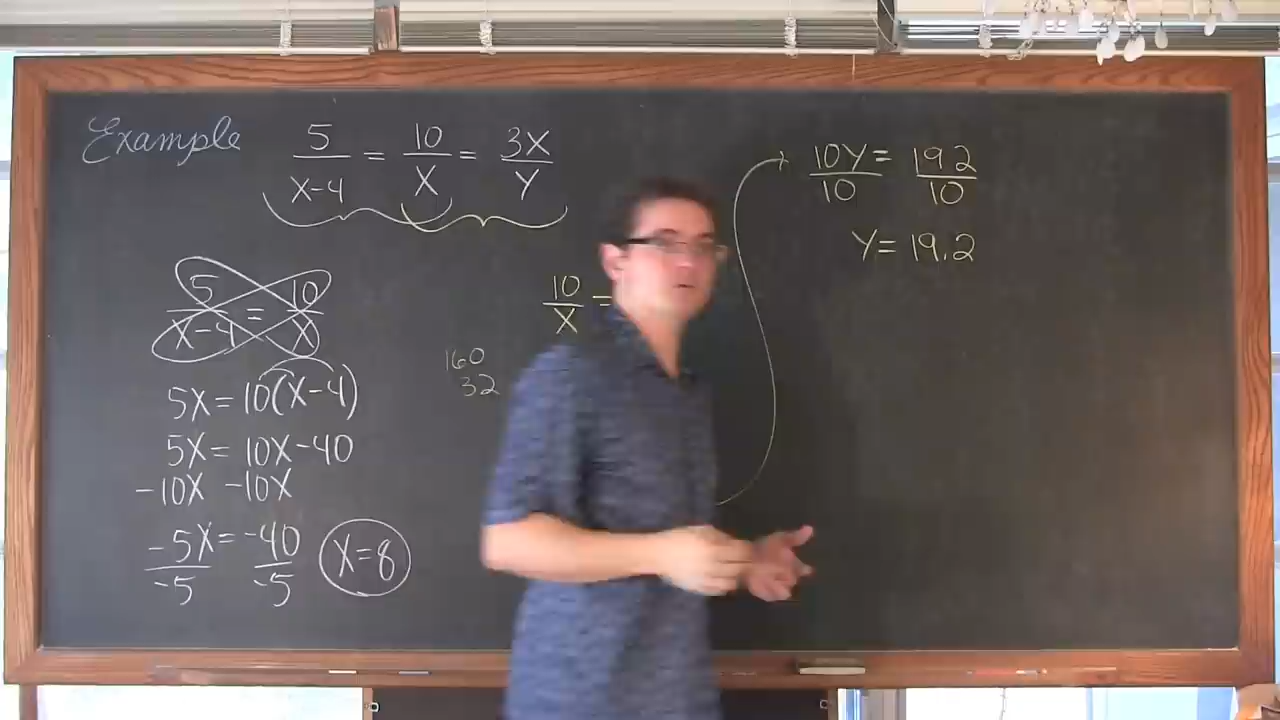 Example 5/X-4 = 10/X = 3X/Y
5/X-4 = 10/X
5X = 10(X-4)
5X = 10X-40
-10X -10X
-5X/-5 = -40/-5 X=8
10/X =
160
32
10Y/10 = 192/10
Y = 19.2